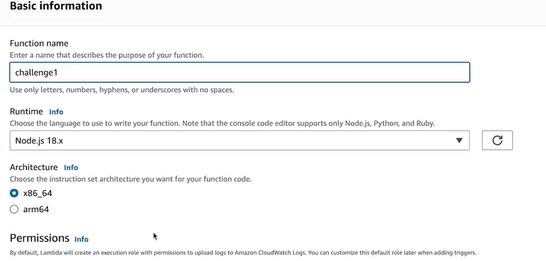 Basic information
Function name
Enter a name that describes the purpose of your function.
challenge1
Use only letters, numbers, hyphens, or underscores with no spaces.
Runtime Info
Choose the language to use to write your function. Note that the console code editor supports only Node.js, Python, and Ruby.
Node.js 18.x
Architecture Info
Choose the instruction set architecture you want for your function code.
x86_64
arm64
Permissions Info
By default, Lambda will create an execution role with permissions to upload logs to Amazon CloudWatch Logs. You can customize this default role later when adding triggers.